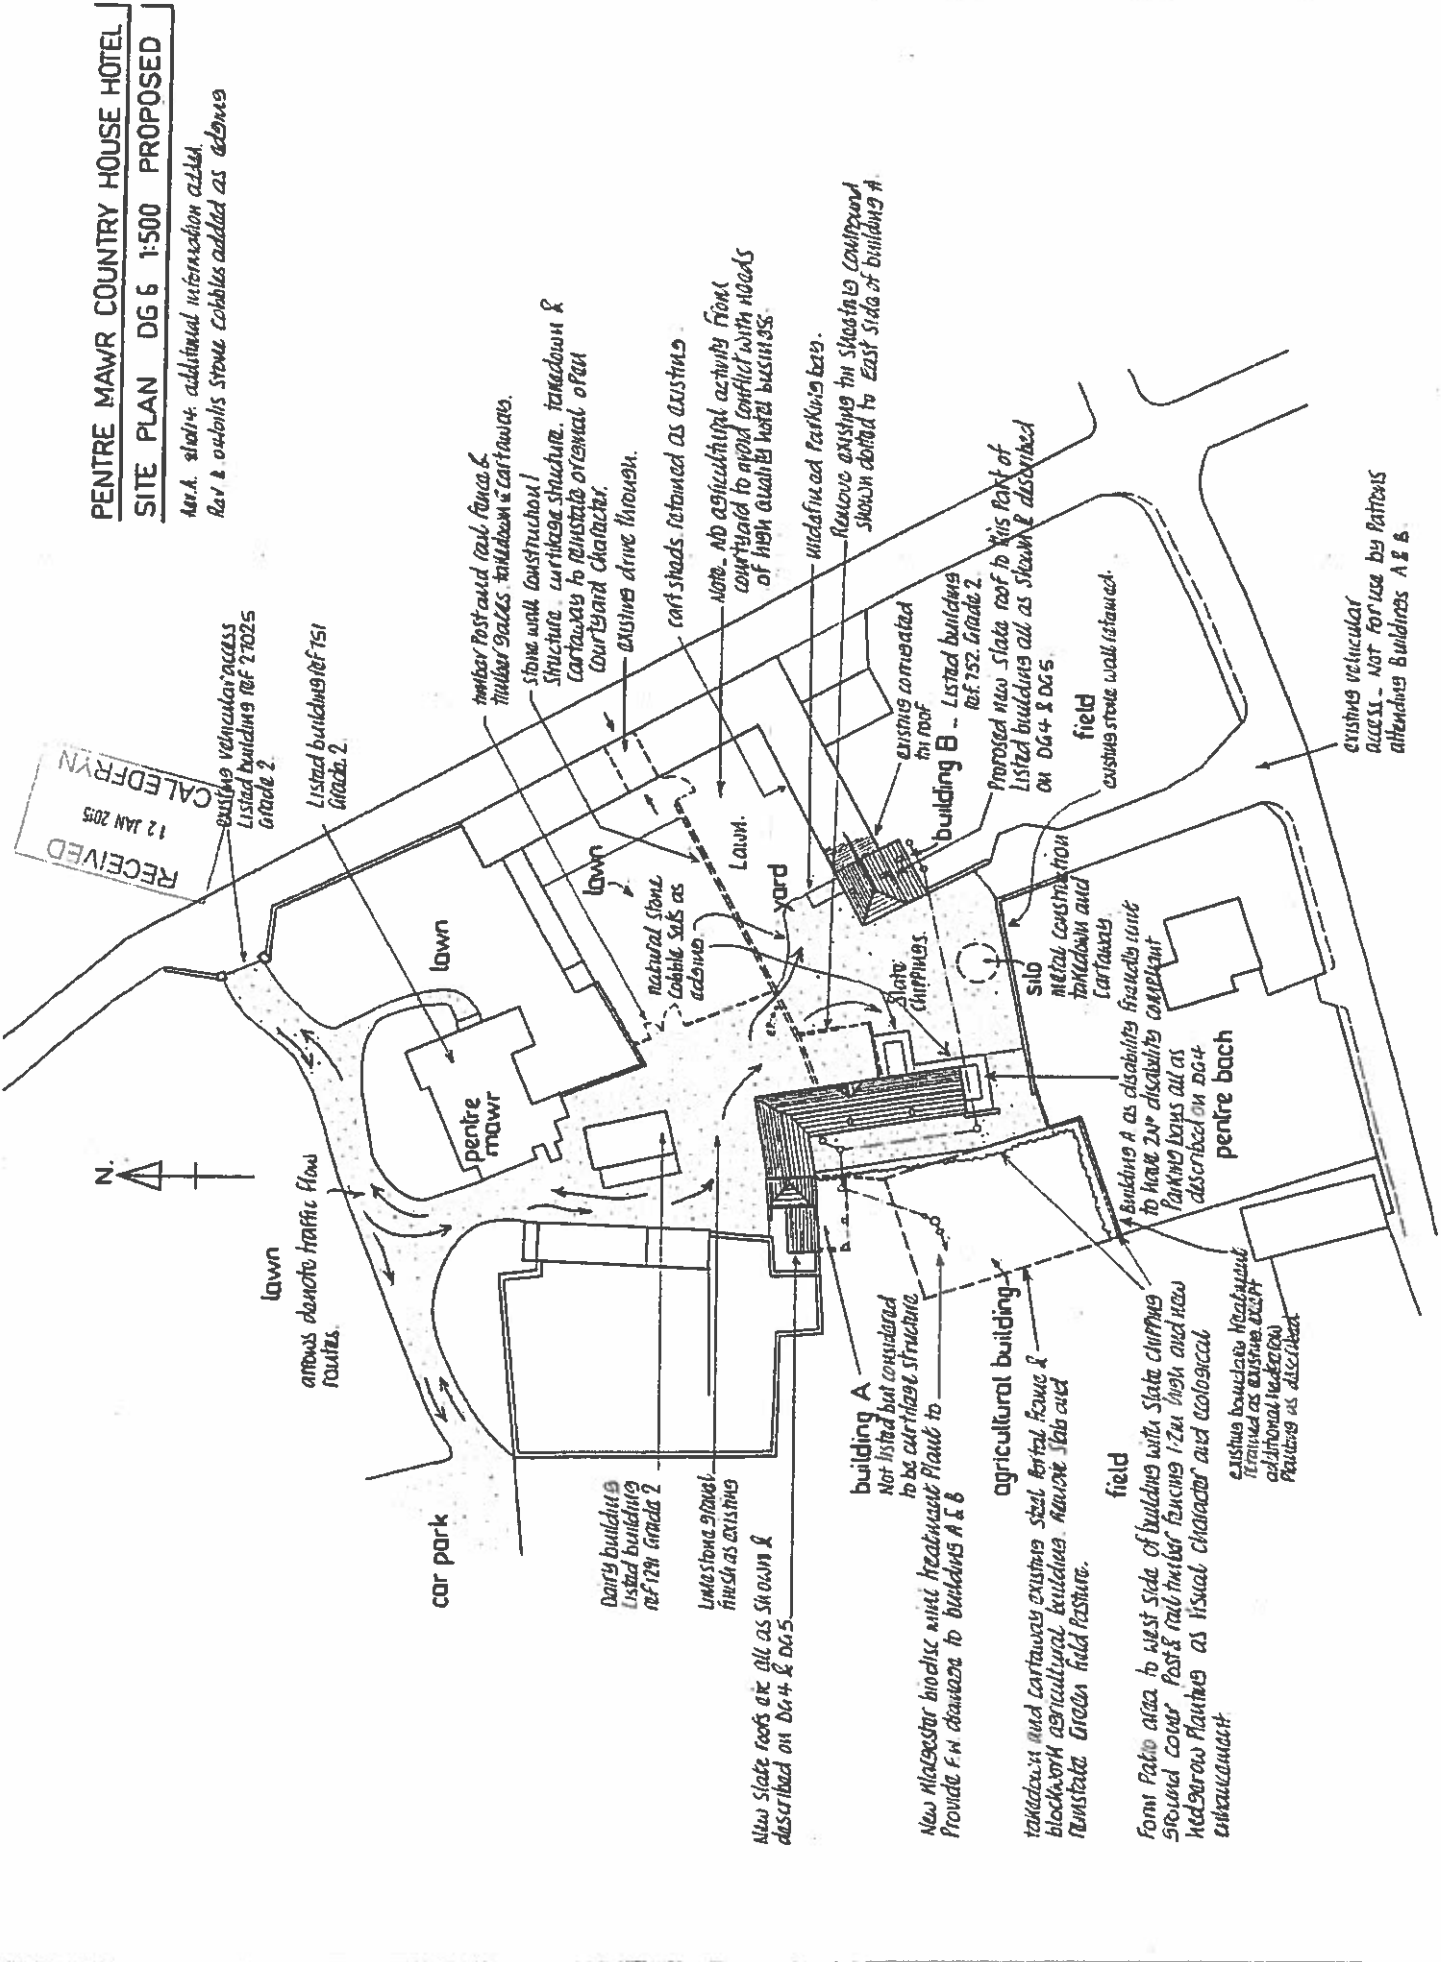 PENTRE MAWR COUNTRY HOUSE HOTEL
SITE PLAN DG 6 1:500 PROPOSED
Rev A. additional information added.
Rev B. Stone cobbles added as edging
RECEIVED
12 JAN 2015
CALEDFRYN
existing vehicular access
Listed building ref 27025
Grade 2.
Listed building ref 751
Grade 2.
timber Post and rail fence &
timber gates. takedown & cartaway.
Stone wall construction/
Structure. curtilage structure. takedown &
cartaway to reinstate original open
courtyard character.
existing drive through.
cart sheds. retained as existing.
Note - No agricultural activity from
courtyard to avoid conflict with needs
of high quality hotel business.
undefined Parking bay.
Remove existing tin sheeting compound
shown dotted to East side of building A.
existing corrugated
tin roof
building B - Listed building
Ref. 752. Grade 2.
Proposed new slate roof to this Part of
Listed building all as shown & described
on DG4 & DG5.
field
existing stone wall retained.
existing vehicular
access - Not for use by Patrons
attending Buildings A & B.
N.
lawn
arrows denote traffic flow
routes.
lawn
pentre
mawr
lawn
Lawn.
natural Stone
Cobble sets as
edging
yard
Slate
Chippings.
silo
metal construction
takedown and
Cartaway
Building A as disability friendly suite
to have 2no disability compliant
Parking bays all as
described on DG4
pentre bach
car park
Dairy building
Listed building
ref 1291 Grade 2
Limestone gravel
finish as existing
New slate roofs etc all as shown &
described on DG4 & DG5.
building A
Not listed but considered
to be curtilage structure
New Klargester biodisc mini treatment Plant to
Provide F.W. drainage to building A & B
agricultural building
takedown and cartaway existing steel Portal frame &
blockwork agricultural building. Remove slab and
reinstate Green field Pasture.
field
Form Patio area to west side of building with slate chipping
ground cover Post & rail timber fencing 1.2m high and new
hedgerow Planting as visual character and ecological
enhancement.
existing boundary treatment
retained as existing except
additional hedgerow
Planting as described